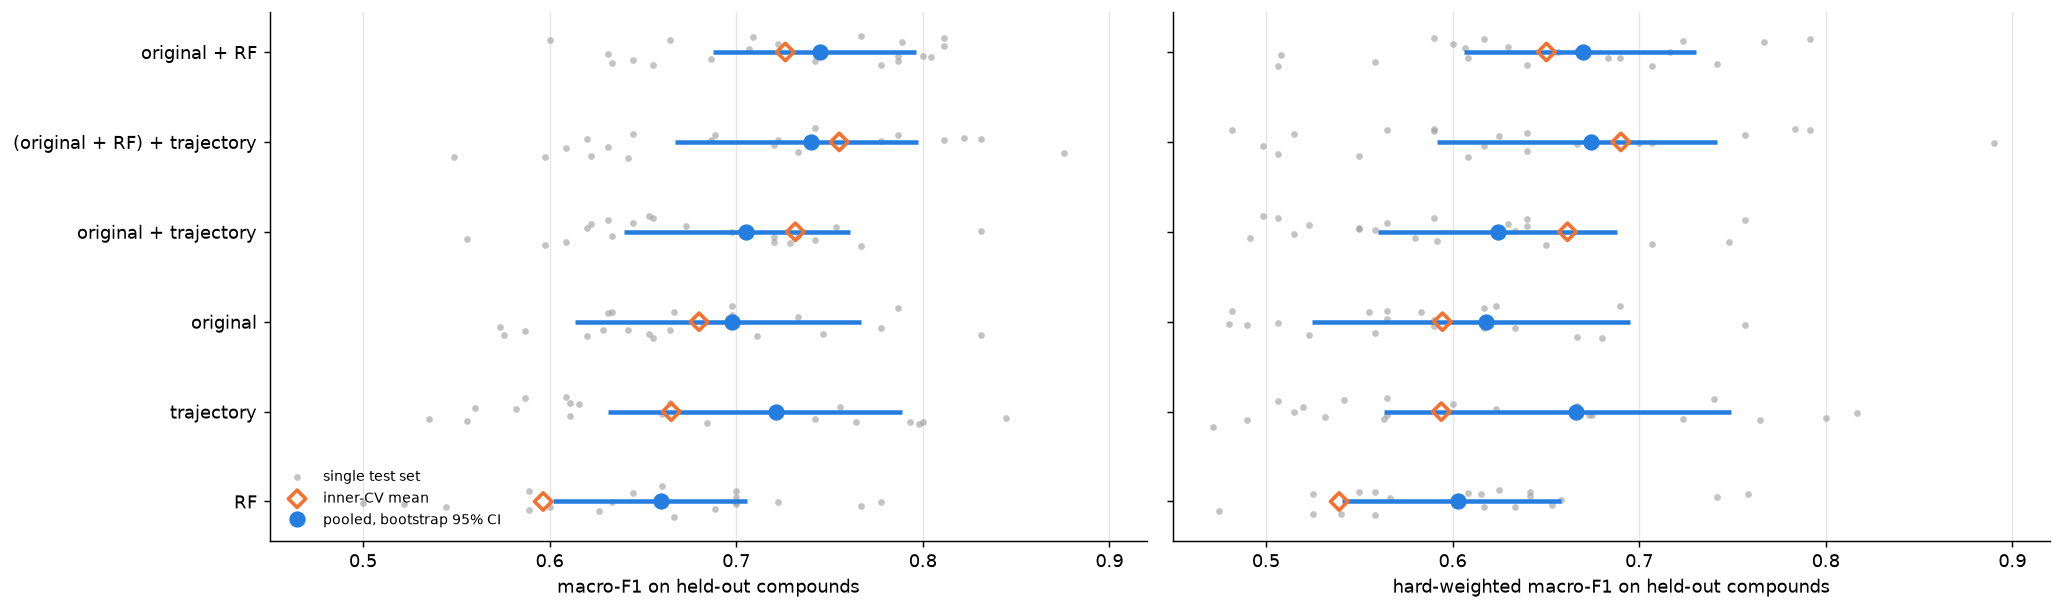 original + RF
(original + RF) + trajectory
original + trajectory
original
trajectory
RF
single test set
inner-CV mean
pooled, bootstrap 95% CI
0.5 0.6 0.7 0.8 0.9
macro-F1 on held-out compounds
0.5 0.6 0.7 0.8 0.9
hard-weighted macro-F1 on held-out compounds